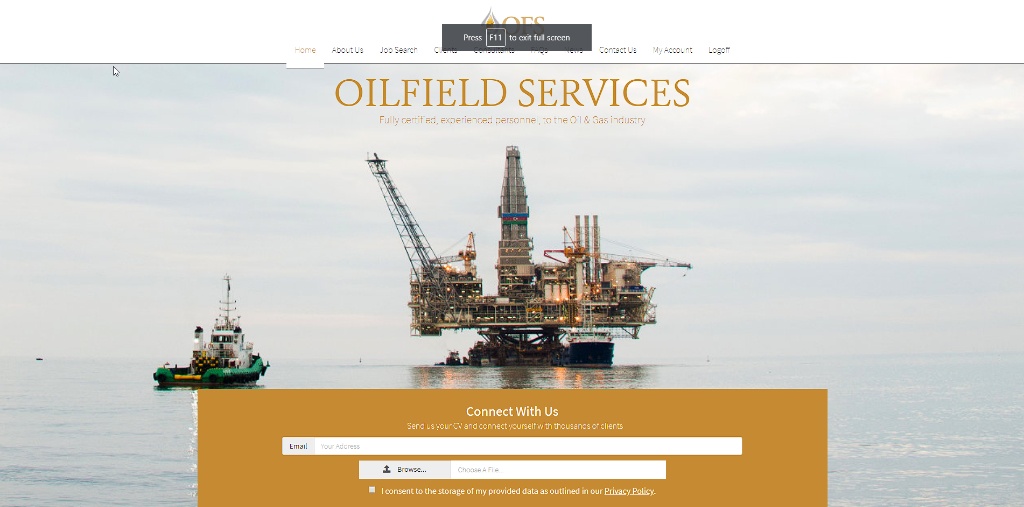 OFS
Press F11 to exit full screen
Home About Us Job Search Clients Consultants FAQs News Contact Us My Account Logoff
OILFIELD SERVICES
Fully certified, experienced personnel, to the Oil & Gas Industry
Connect With Us
Send us your CV and connect yourself with thousands of clients
Email Your Address
Browse... Choose A File
I consent to the storage of my provided data as outlined in our Privacy Policy.